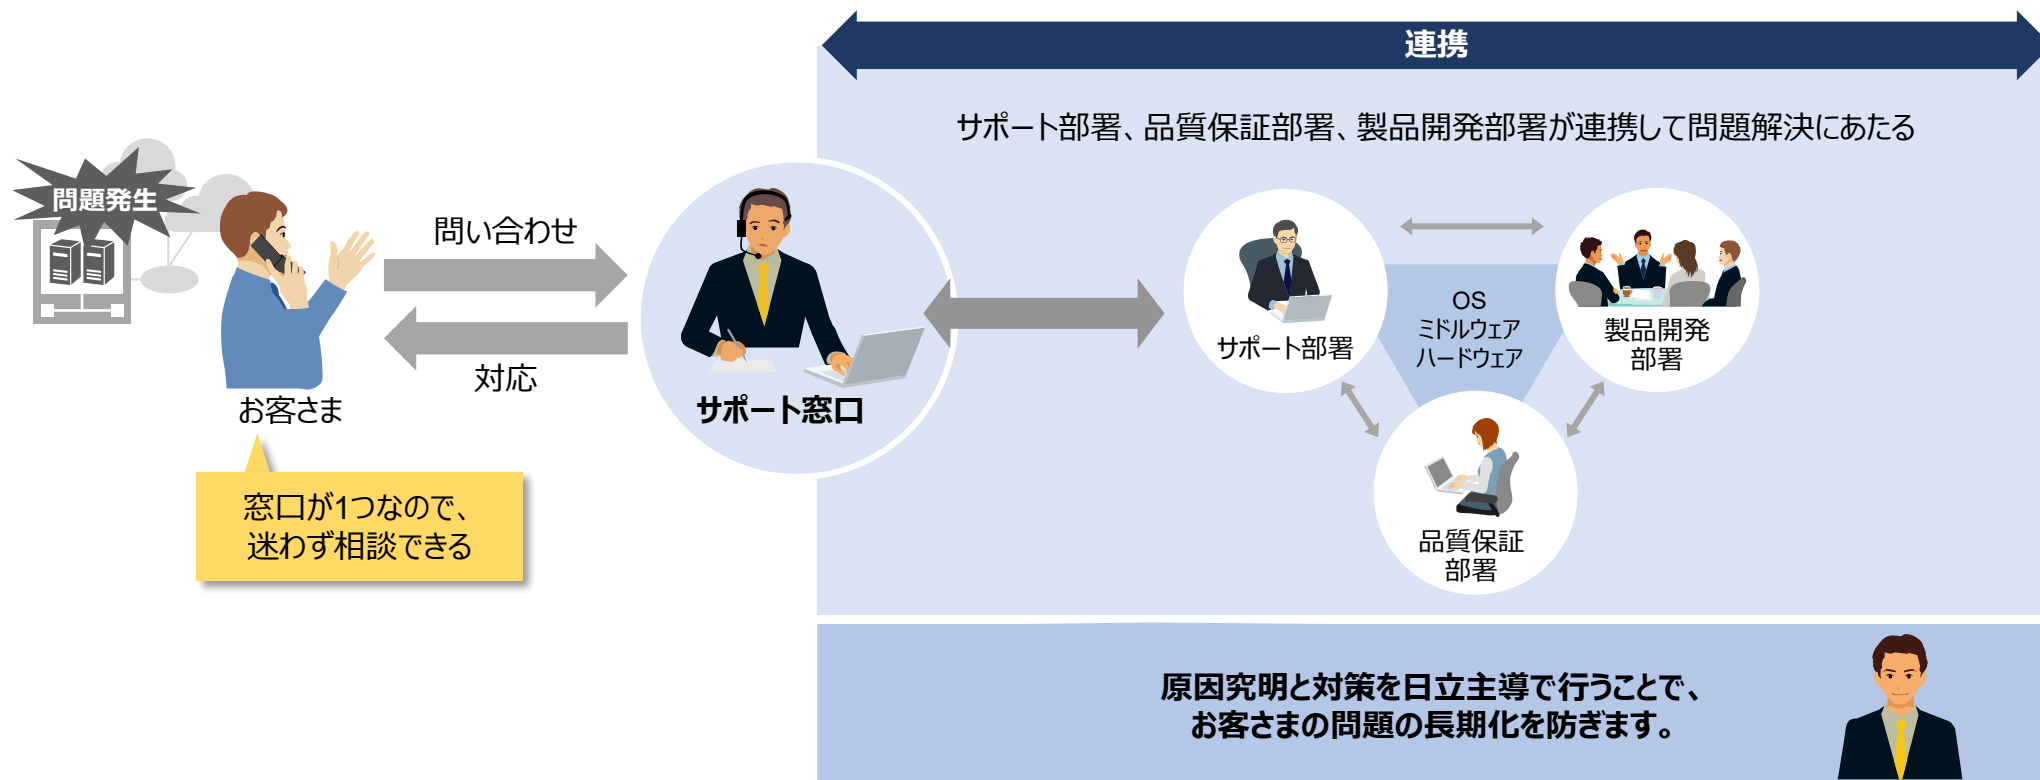 連携
サポート部署、品質保証部署、製品開発部署が連携して問題解決にあたる
問題発生
問い合わせ
対応
お客さま
窓口が1つなので、
迷わず相談できる
サポート窓口
サポート部署
OS
ミドルウェア
ハードウェア
製品開発
部署
品質保証
部署
原因究明と対策を日立主導で行うことで、
お客さまの問題の長期化を防ぎます。